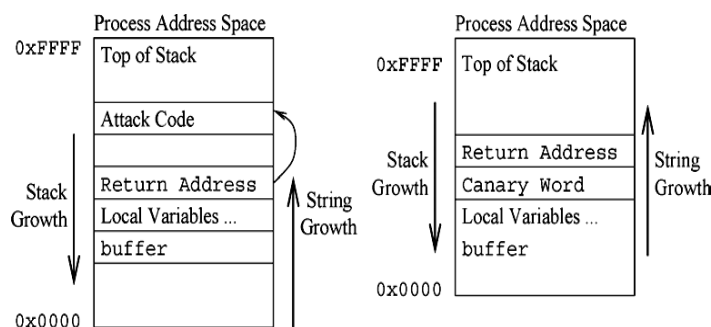 Process Address Space
0xFFFF
Top of Stack
Attack Code
Return Address
Local Variables ...
buffer
Stack
Growth
String
Growth
0x0000
Process Address Space
0xFFFF
Top of Stack
Return Address
Canary Word
Local Variables ...
buffer
Stack
Growth
String
Growth
0x0000